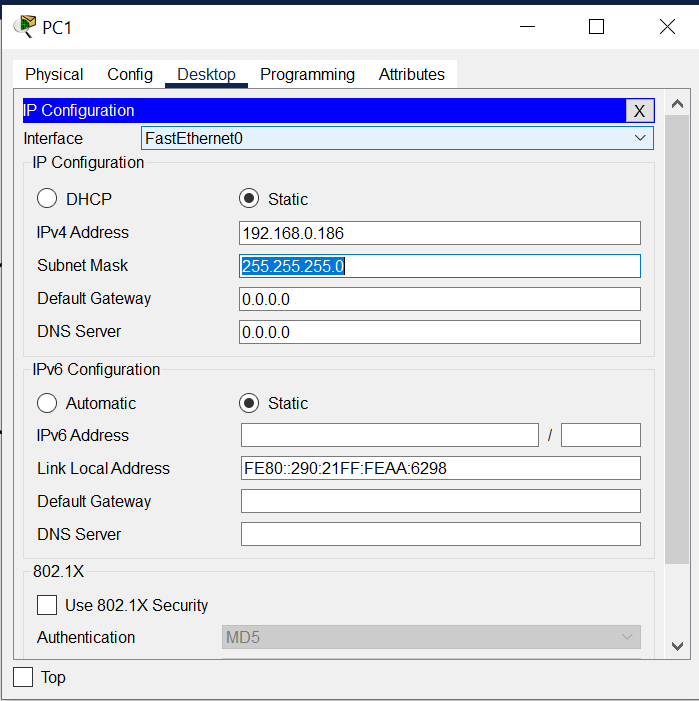 PC1
Physical Config Desktop Programming Attributes
IP Configuration X
Interface FastEthernet0
IP Configuration
DHCP Static
IPv4 Address 192.168.0.186
Subnet Mask 255.255.255.0
Default Gateway 0.0.0.0
DNS Server 0.0.0.0
IPv6 Configuration
Automatic Static
IPv6 Address /
Link Local Address FE80::290:21FF:FEAA:6298
Default Gateway
DNS Server
802.1X
Use 802.1X Security
Authentication MD5
Top